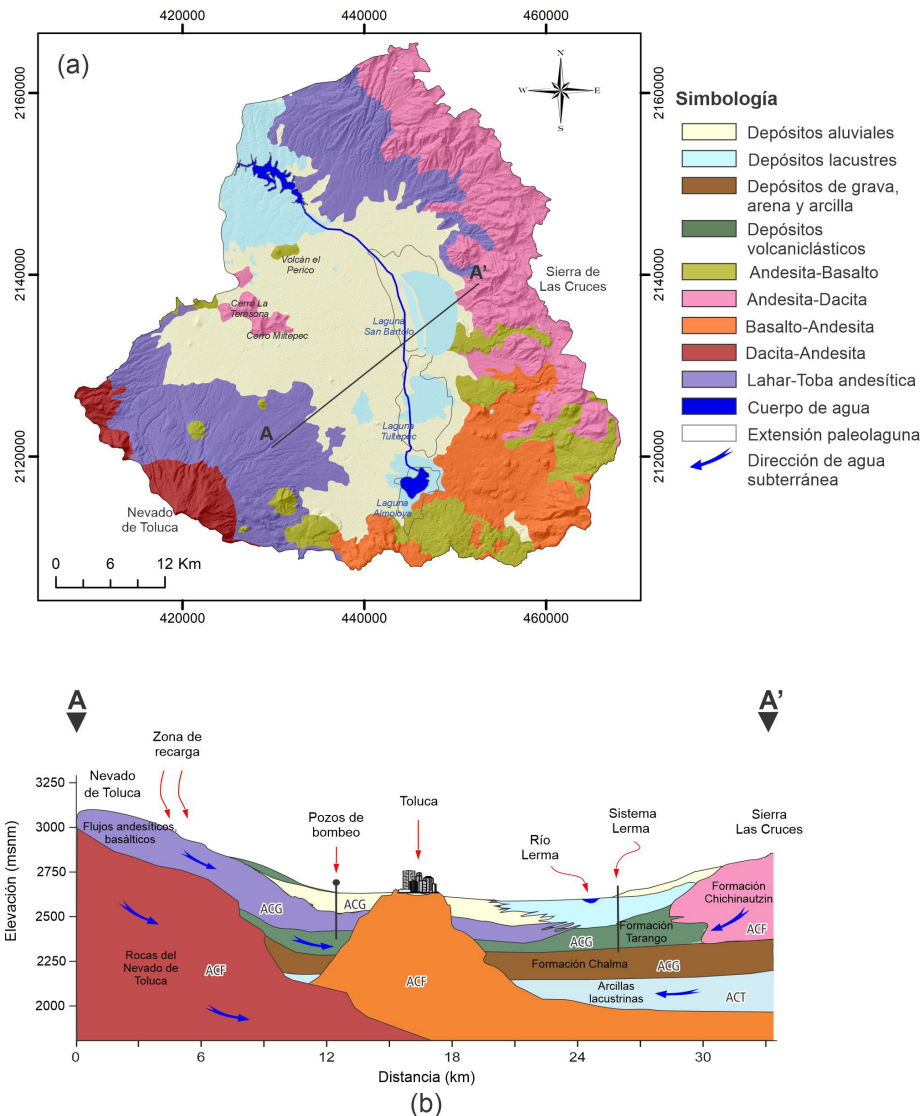 420000 440000 460000
(a)
N
W E
S
2160000 2160000
2140000 2140000
2120000 2120000
Volcán el
Perico
Cerro La
Teresona
Cerro Miltepec
A'
Sierra de
Las Cruces
Laguna
San Bartolo
A
Laguna
Tultepec
Laguna
Almoloya
Nevado
de Toluca
0 6 12 Km
420000 440000 460000
Simbología
Depósitos aluviales
Depósitos lacustres
Depósitos de grava,
arena y arcilla
Depósitos
volcaniclásticos
Andesita-Basalto
Andesita-Dacita
Basalto-Andesita
Dacita-Andesita
Lahar-Toba andesítica
Cuerpo de agua
Extensión paleolaguna
Dirección de agua
subterránea
A A'
Zona de
recarga
Nevado
de Toluca
Pozos de
bombeo
Toluca
Río
Lerma
Sistema
Lerma
Sierra
Las Cruces
Elevación (msnm)
3250
3000
2750
2500
2250
2000
Flujos andesíticos,
basálticos
ACG
ACG
Rocas del
Nevado de
Toluca
ACF
ACF
ACG
Formación
Tarango
Formación
Chichinautzin
ACF
Formación Chalma
ACG
Arcillas
lacustrinas
ACT
0 6 12 18 24 30
Distancia (km)
(b)